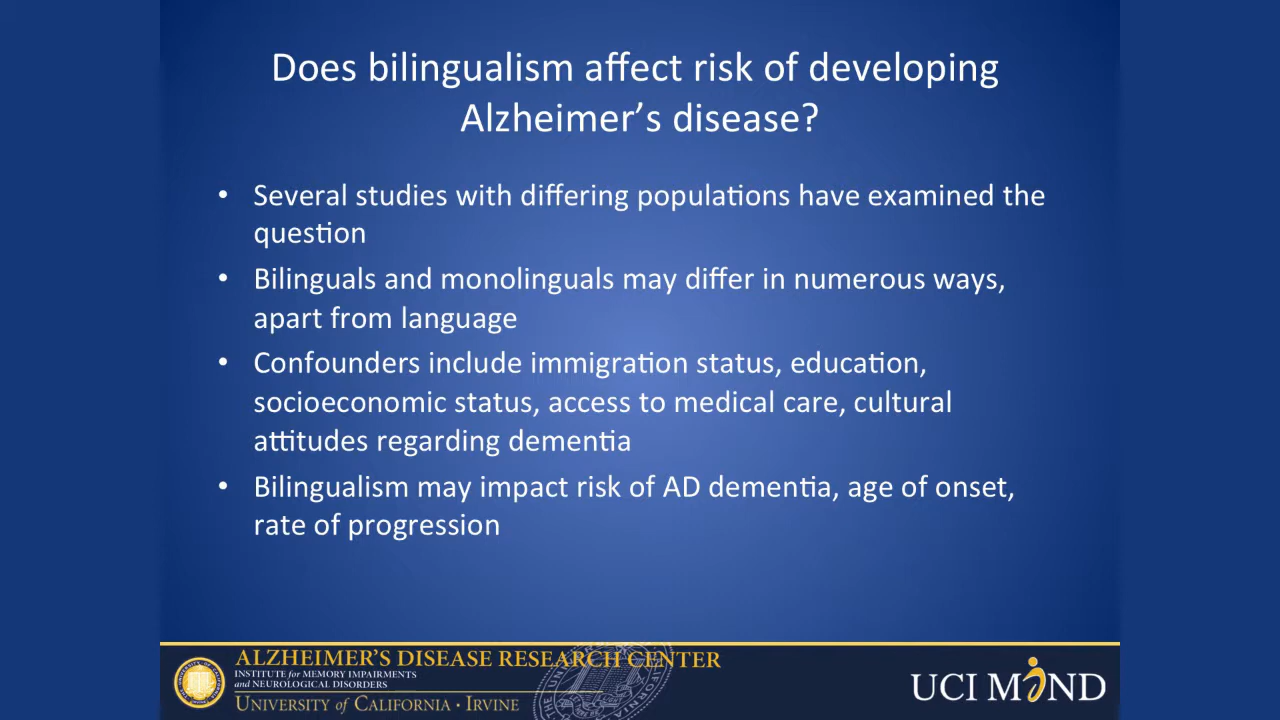 Does bilingualism affect risk of developing
Alzheimer’s disease?
• Several studies with differing populations have examined the
question
• Bilinguals and monolinguals may differ in numerous ways,
apart from language
• Confounders include immigration status, education,
socioeconomic status, access to medical care, cultural
attitudes regarding dementia
• Bilingualism may impact risk of AD dementia, age of onset,
rate of progression
ALZHEIMER’S DISEASE RESEARCH CENTER
INSTITUTE for MEMORY IMPAIRMENTS
and NEUROLOGICAL DISORDERS
UNIVERSITY of CALIFORNIA • IRVINE
UCI MIND